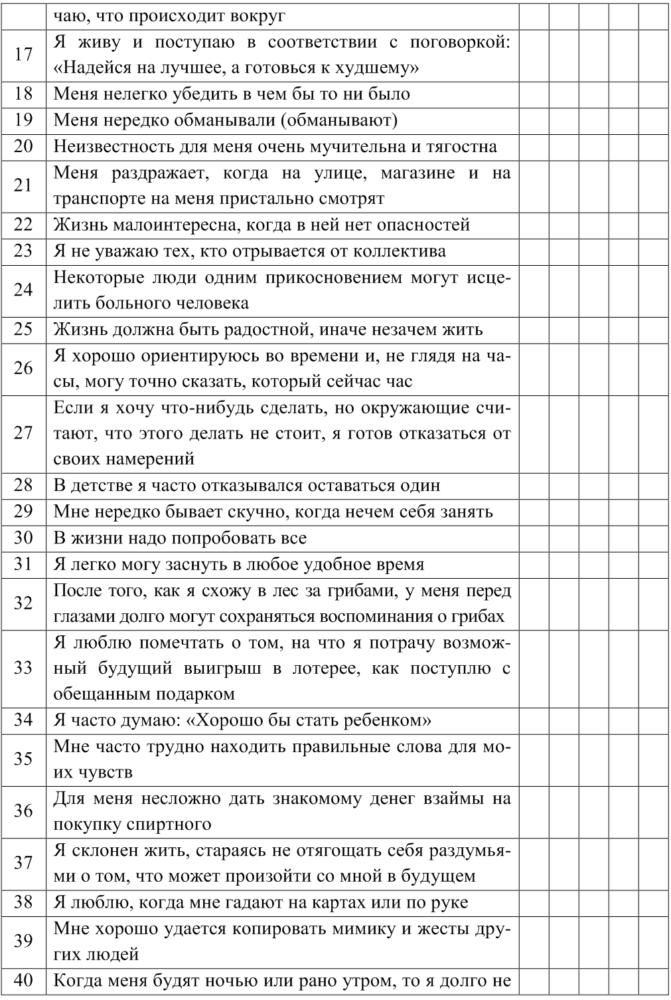 чаю, что происходит вокруг
17 Я живу и поступаю в соответствии с поговоркой:
«Надейся на лучшее, а готовься к худшему»
18 Меня нелегко убедить в чем бы то ни было
19 Меня нередко обманывали (обманывают)
20 Неизвестность для меня очень мучительна и тягостна
21 Меня раздражает, когда на улице, магазине и на
транспорте на меня пристально смотрят
22 Жизнь малоинтересна, когда в ней нет опасностей
23 Я не уважаю тех, кто отрывается от коллектива
24 Некоторые люди одним прикосновением могут исце-
лить больного человека
25 Жизнь должна быть радостной, иначе незачем жить
26 Я хорошо ориентируюсь во времени и, не глядя на ча-
сы, могу точно сказать, который сейчас час
27 Если я хочу что-нибудь сделать, но окружающие счи-
тают, что этого делать не стоит, я готов отказаться от
своих намерений
28 В детстве я часто отказывался оставаться один
29 Мне нередко бывает скучно, когда нечем себя занять
30 В жизни надо попробовать все
31 Я легко могу заснуть в любое удобное время
32 После того, как я схожу в лес за грибами, у меня перед
глазами долго могут сохраняться воспоминания о грибах
33 Я люблю помечтать о том, на что я потрачу возмож-
ный будущий выигрыш в лотерее, как поступлю с
обещанным подарком
34 Я часто думаю: «Хорошо бы стать ребенком»
35 Мне часто трудно находить правильные слова для мо-
их чувств
36 Для меня несложно дать знакомому денег взаймы на
покупку спиртного
37 Я склонен жить, стараясь не отягощать себя раздумья-
ми о том, что может произойти со мной в будущем
38 Я люблю, когда мне гадают на картах или по руке
39 Мне хорошо удается копировать мимику и жесты дру-
гих людей
40 Когда меня будят ночью или рано утром, то я долго не